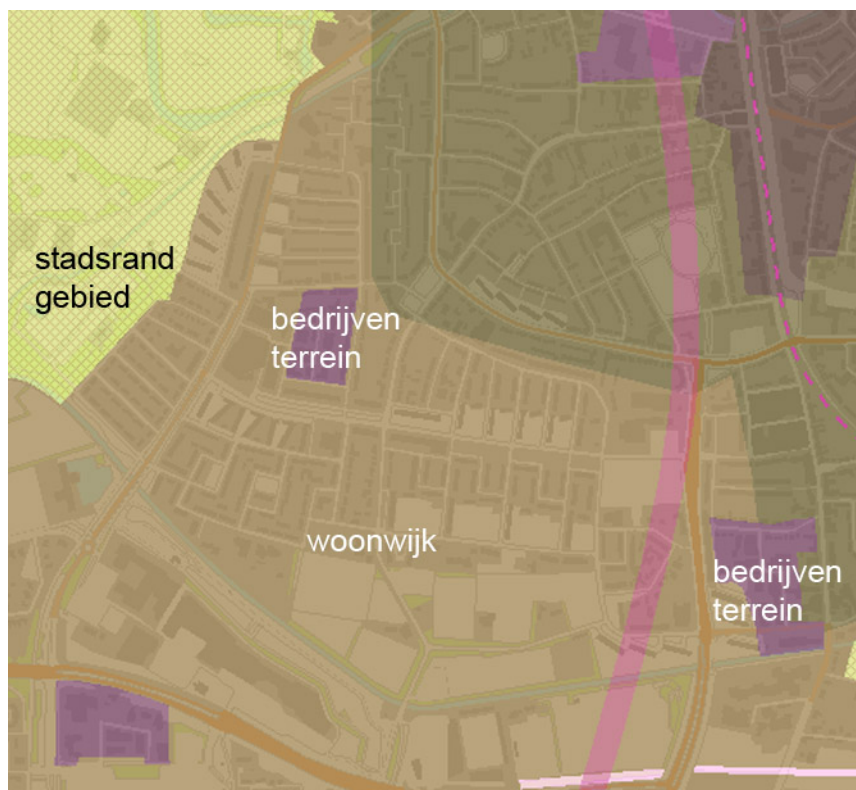 stadsrand
gebied
bedrijven
terrein
woonwijk
bedrijven
terrein